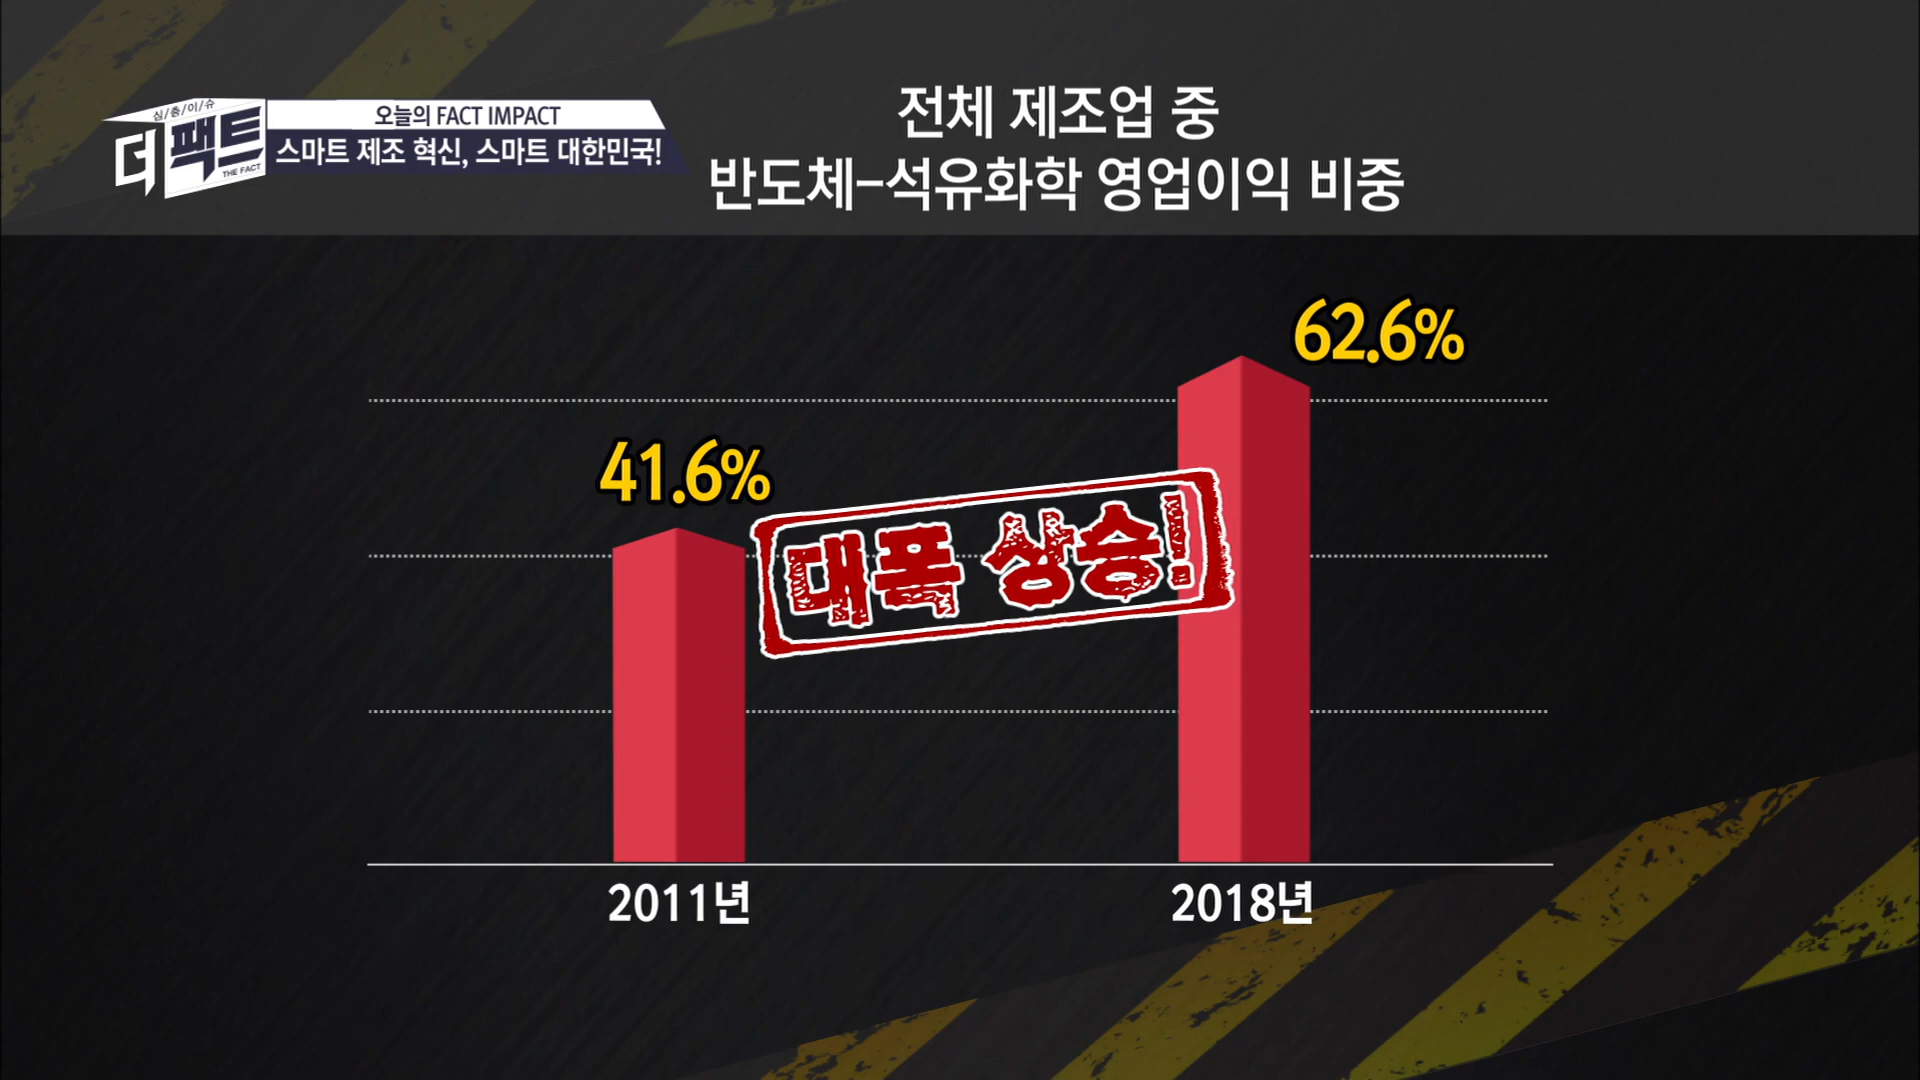 심/층/이/슈
더 팩트
THE FACT
오늘의 FACT IMPACT
스마트 제조 혁신, 스마트 대한민국!
전체 제조업 중
반도체-석유화학 영업이익 비중
62.6%
41.6%
대폭 상승!
2011년
2018년